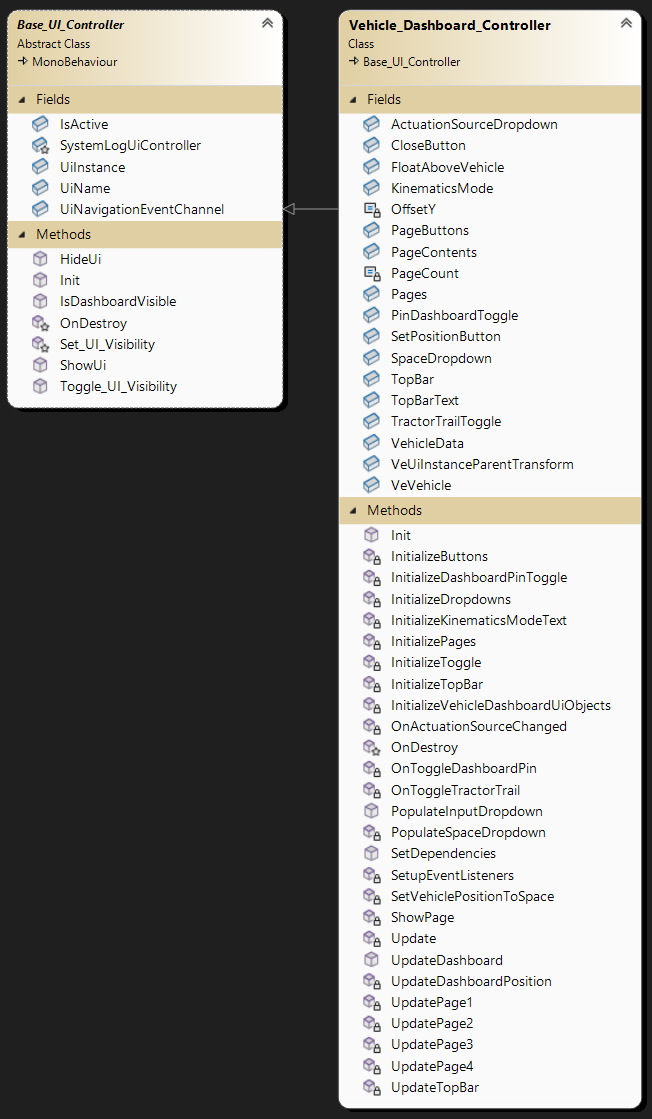 Base_UI_Controller
Abstract Class
MonoBehaviour
Fields
IsActive
SystemLogUiController
UiInstance
UiName
UiNavigationEventChannel
Methods
HideUi
Init
IsDashboardVisible
OnDestroy
Set_UI_Visibility
ShowUi
Toggle_UI_Visibility
Vehicle_Dashboard_Controller
Class
Base_UI_Controller
Fields
ActuationSourceDropdown
CloseButton
FloatAboveVehicle
KinematicsMode
OffsetY
PageButtons
PageContents
PageCount
Pages
PinDashboardToggle
SetPositionButton
SpaceDropdown
TopBar
TopBarText
TractorTrailToggle
VehicleData
VeUiInstanceParentTransform
VeVehicle
Methods
Init
InitializeButtons
InitializeDashboardPinToggle
InitializeDropdowns
InitializeKinematicsModeText
InitializePages
InitializeToggle
InitializeTopBar
InitializeVehicleDashboardUiObjects
OnActuationSourceChanged
OnDestroy
OnToggleDashboardPin
OnToggleTractorTrail
PopulateInputDropdown
PopulateSpaceDropdown
SetDependencies
SetupEventListeners
SetVehiclePositionToSpace
ShowPage
Update
UpdateDashboard
UpdateDashboardPosition
UpdatePage1
UpdatePage2
UpdatePage3
UpdatePage4
UpdateTopBar